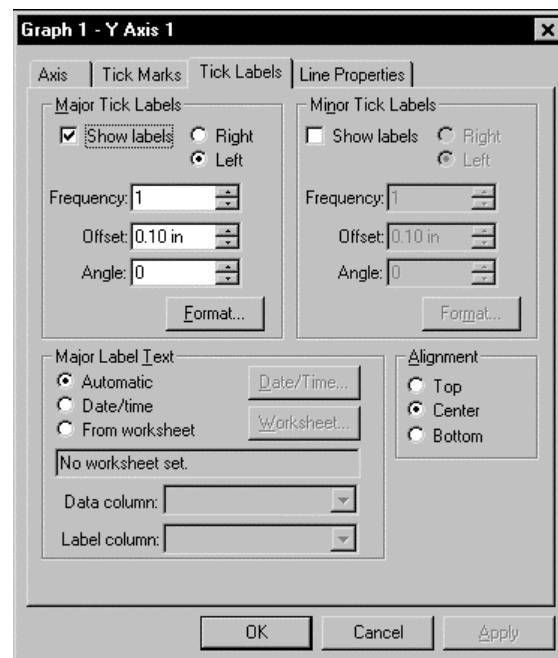 Graph 1 - Y Axis 1
Axis Tick Marks Tick Labels Line Properties
Major Tick Labels
Show labels Right
Left
Frequency: 1
Offset: 0.10 in
Angle: 0
Format...
Minor Tick Labels
Show labels Right
Left
Frequency: 1
Offset: 0.10 in
Angle: 0
Format...
Major Label Text
Automatic Date/Time...
Date/time
From worksheet Worksheet...
No worksheet set.
Data column:
Label column:
Alignment
Top
Center
Bottom
OK Cancel Apply